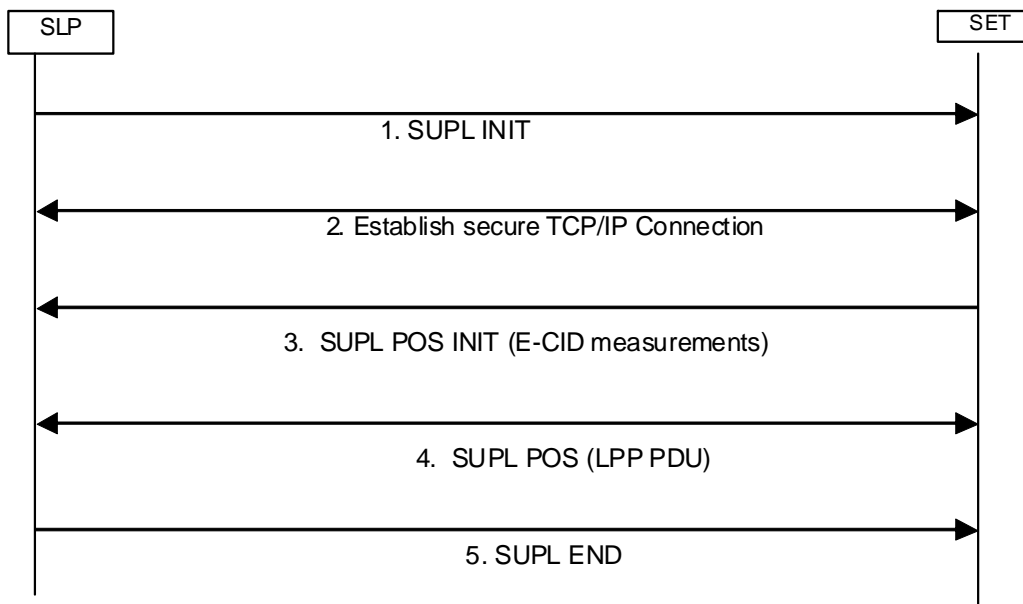 SLP
SET
1. SUPL INIT
2. Establish secure TCP/IP Connection
3. SUPL POS INIT (E-CID measurements)
4. SUPL POS (LPP PDU)
5. SUPL END